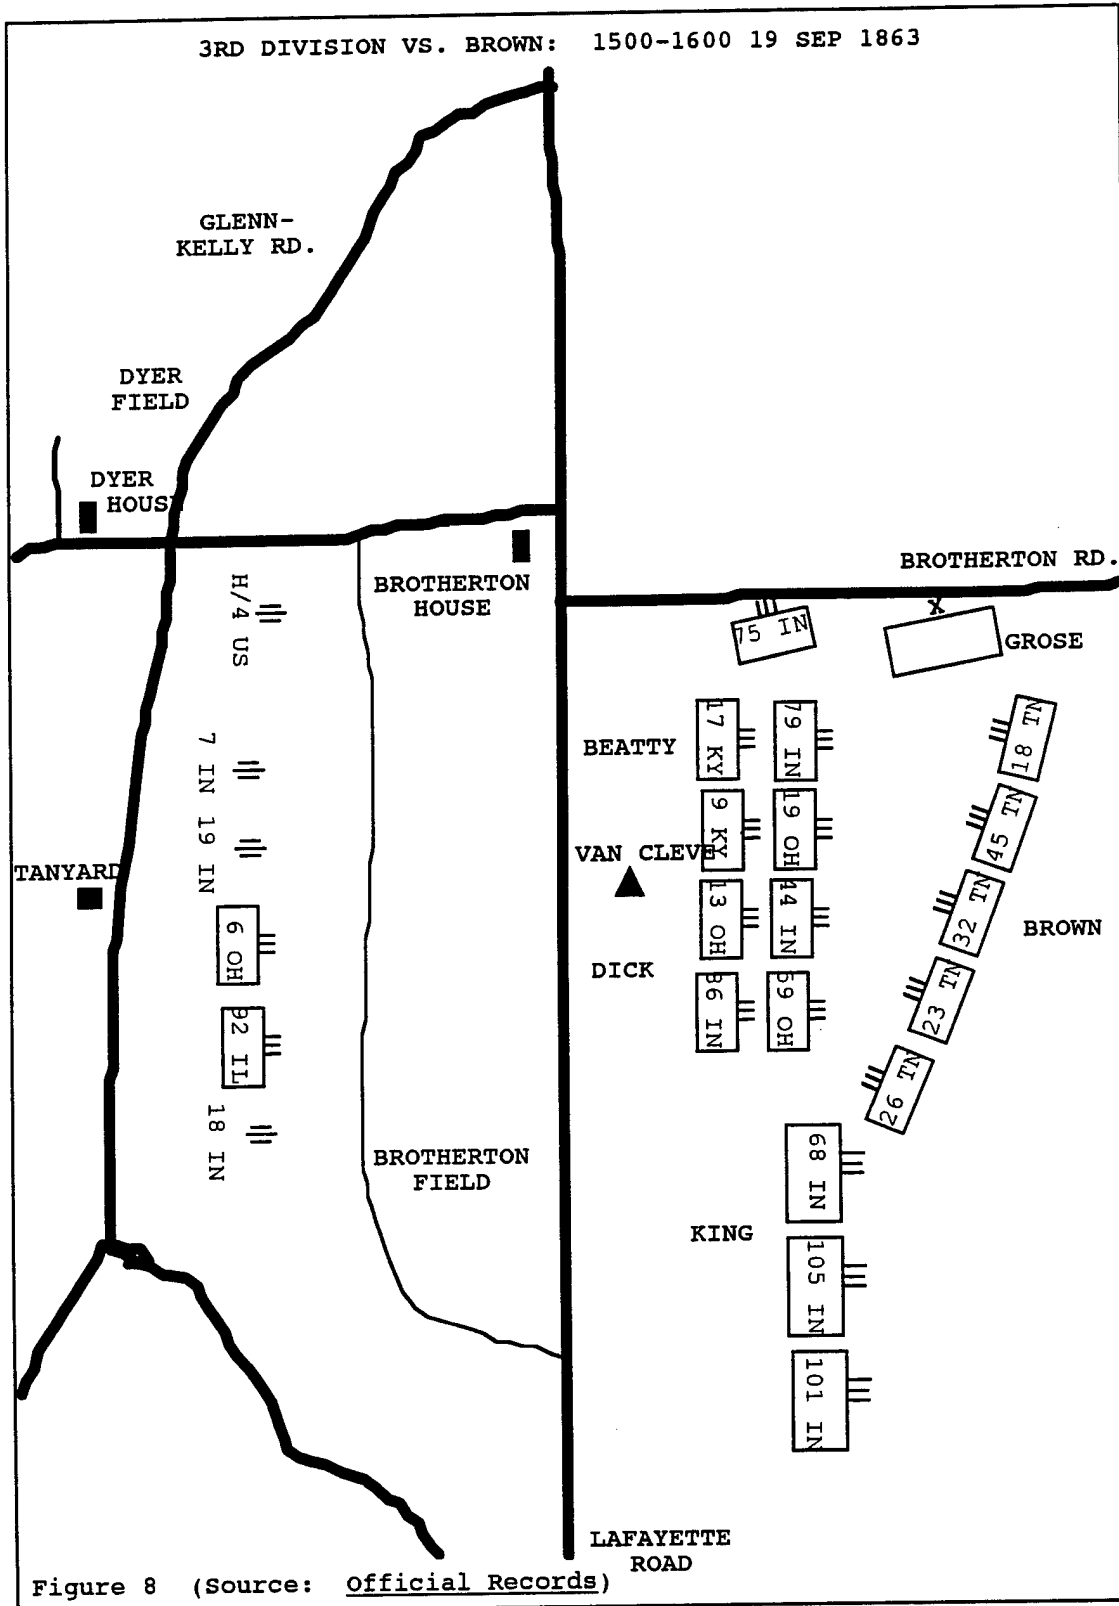 3RD DIVISION VS. BROWN: 1500-1600 19 SEP 1863
GLENN-
KELLY RD.
DYER
FIELD
DYER
HOUSE
BROTHERTON
HOUSE
BROTHERTON RD.
H/4 US
75 IN
X
GROSE
7 IN
19 IN
TANYARD
6 OH
92 IL
18 IN
BEATTY
17 KY
79 IN
9 KY
19 OH
VAN CLEVE
13 OH
44 IN
DICK
86 IN
59 OH
18 TN
45 TN
32 TN
BROWN
23 TN
26 TN
BROTHERTON
FIELD
KING
68 IN
105 IN
101 IN
LAFAYETTE
ROAD
Figure 8 (Source: Official Records)